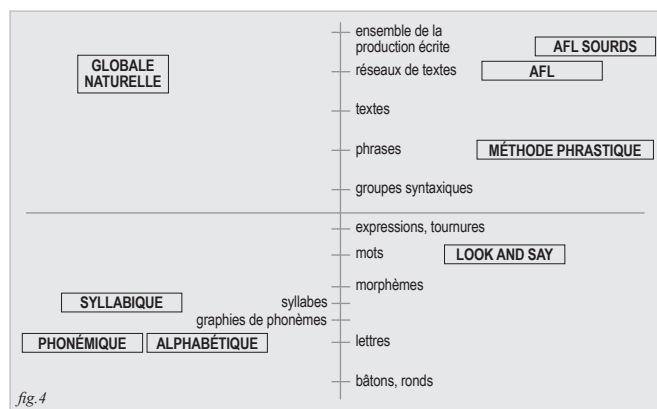 ensemble de la
production écrite
AFL SOURDS
GLOBALE
NATURELLE
réseaux de textes
AFL
textes
phrases
MÉTHODE PHRASTIQUE
groupes syntaxiques
expressions, tournures
mots
LOOK AND SAY
morphèmes
SYLLABIQUE
syllabes
graphies de phonèmes
PHONÉMIQUE
ALPHABÉTIQUE
lettres
bâtons, ronds
fig.4